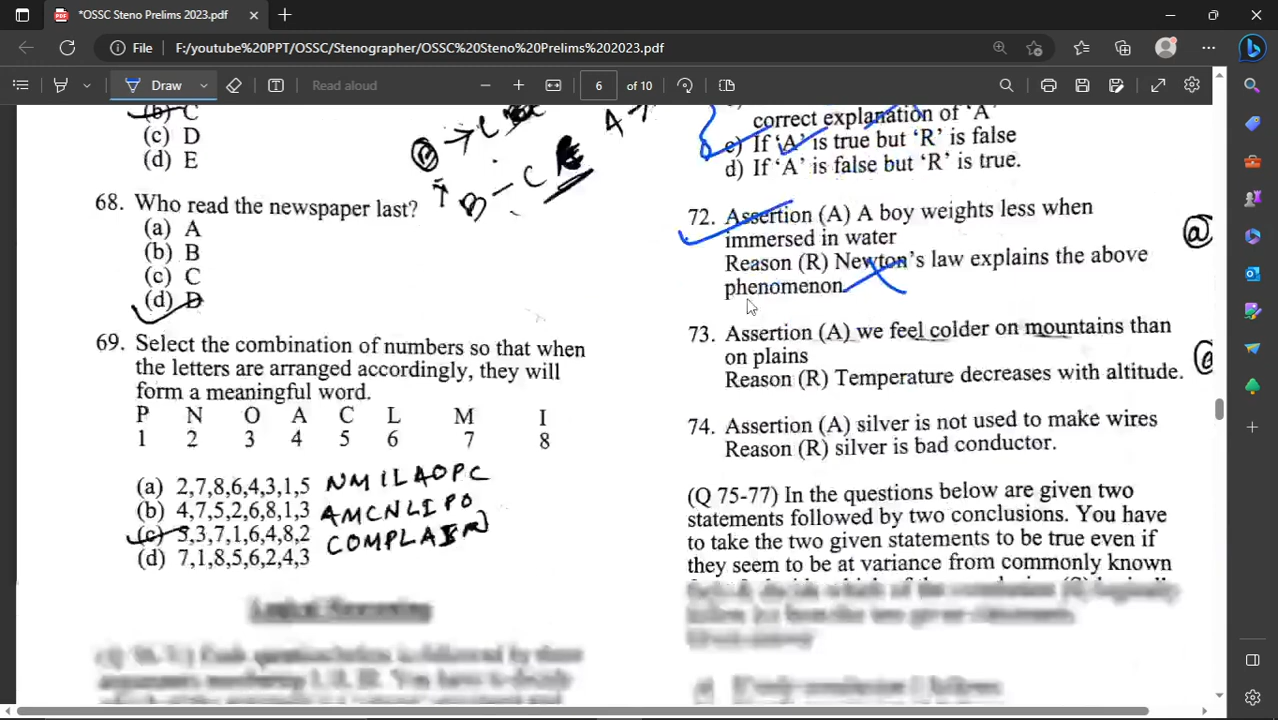 *OSSC Steno Prelims 2023.pdf
File
F:/youtube%20PPT/OSSC/Stenographer/OSSC%20Steno%20Prelims%202023.pdf
Draw
Read aloud
6 of 10
(b) C
(c) D
(d) E
68. Who read the newspaper last?
(a) A
(b) B
(c) C
(d) D
69. Select the combination of numbers so that when
the letters are arranged accordingly, they will
form a meaningful word.
P N O A C L M I
1 2 3 4 5 6 7 8
(a) 2,7,8,6,4,3,1,5 NMILAOPC
(b) 4,7,5,2,6,8,1,3 AMCNLIPO
(c) 5,3,7,1,6,4,8,2 COMPLAIN
(d) 7,1,8,5,6,2,4,3
Logical Reasoning
correct explanation of ‘A’
c) If ‘A’ is true but ‘R’ is false
d) If ‘A’ is false but ‘R’ is true.
72. Assertion (A) A boy weights less when
immersed in water
Reason (R) Newton’s law explains the above
phenomenon.
73. Assertion (A) we feel colder on mountains than
on plains
Reason (R) Temperature decreases with altitude.
74. Assertion (A) silver is not used to make wires
Reason (R) silver is bad conductor.
(Q 75-77) In the questions below are given two
statements followed by two conclusions. You have
to take the two given statements to be true even if
they seem to be at variance from commonly known